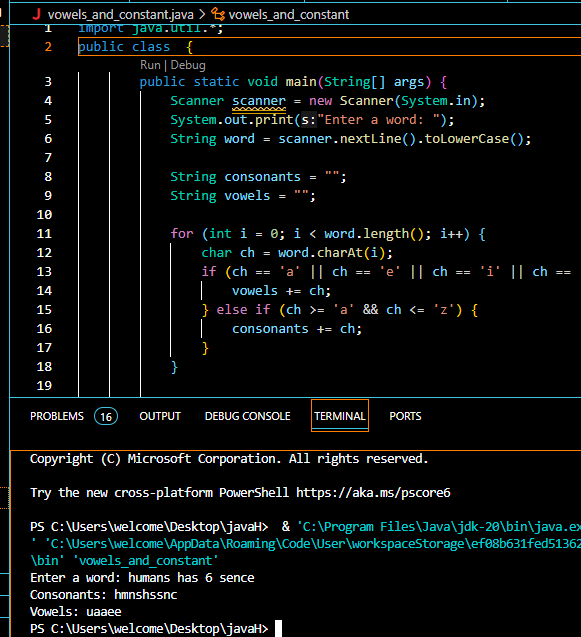 vowels_and_constant.java > vowels_and_constant
1 import java.util.*;
2 public class  {
Run | Debug
3 public static void main(String[] args) {
4 Scanner scanner = new Scanner(System.in);
5 System.out.print(s:"Enter a word: ");
6 String word = scanner.nextLine().toLowerCase();
7
8 String consonants = "";
9 String vowels = "";
10
11 for (int i = 0; i < word.length(); i++) {
12 char ch = word.charAt(i);
13 if (ch == 'a' || ch == 'e' || ch == 'i' || ch ==
14 vowels += ch;
15 } else if (ch >= 'a' && ch <= 'z') {
16 consonants += ch;
17 }
18 }
19
PROBLEMS 16 OUTPUT DEBUG CONSOLE TERMINAL PORTS
Copyright (C) Microsoft Corporation. All rights reserved.
Try the new cross-platform PowerShell https://aka.ms/pscore6
PS C:\Users\welcome\Desktop\javaH>  & 'C:\Program Files\Java\jdk-20\bin\java.ex
' 'C:\Users\welcome\AppData\Roaming\Code\User\workspaceStorage\ef08b631fed51362
\bin' 'vowels_and_constant'
Enter a word: humans has 6 sence
Consonants: hmnshssnc
Vowels: uaaee
PS C:\Users\welcome\Desktop\javaH>